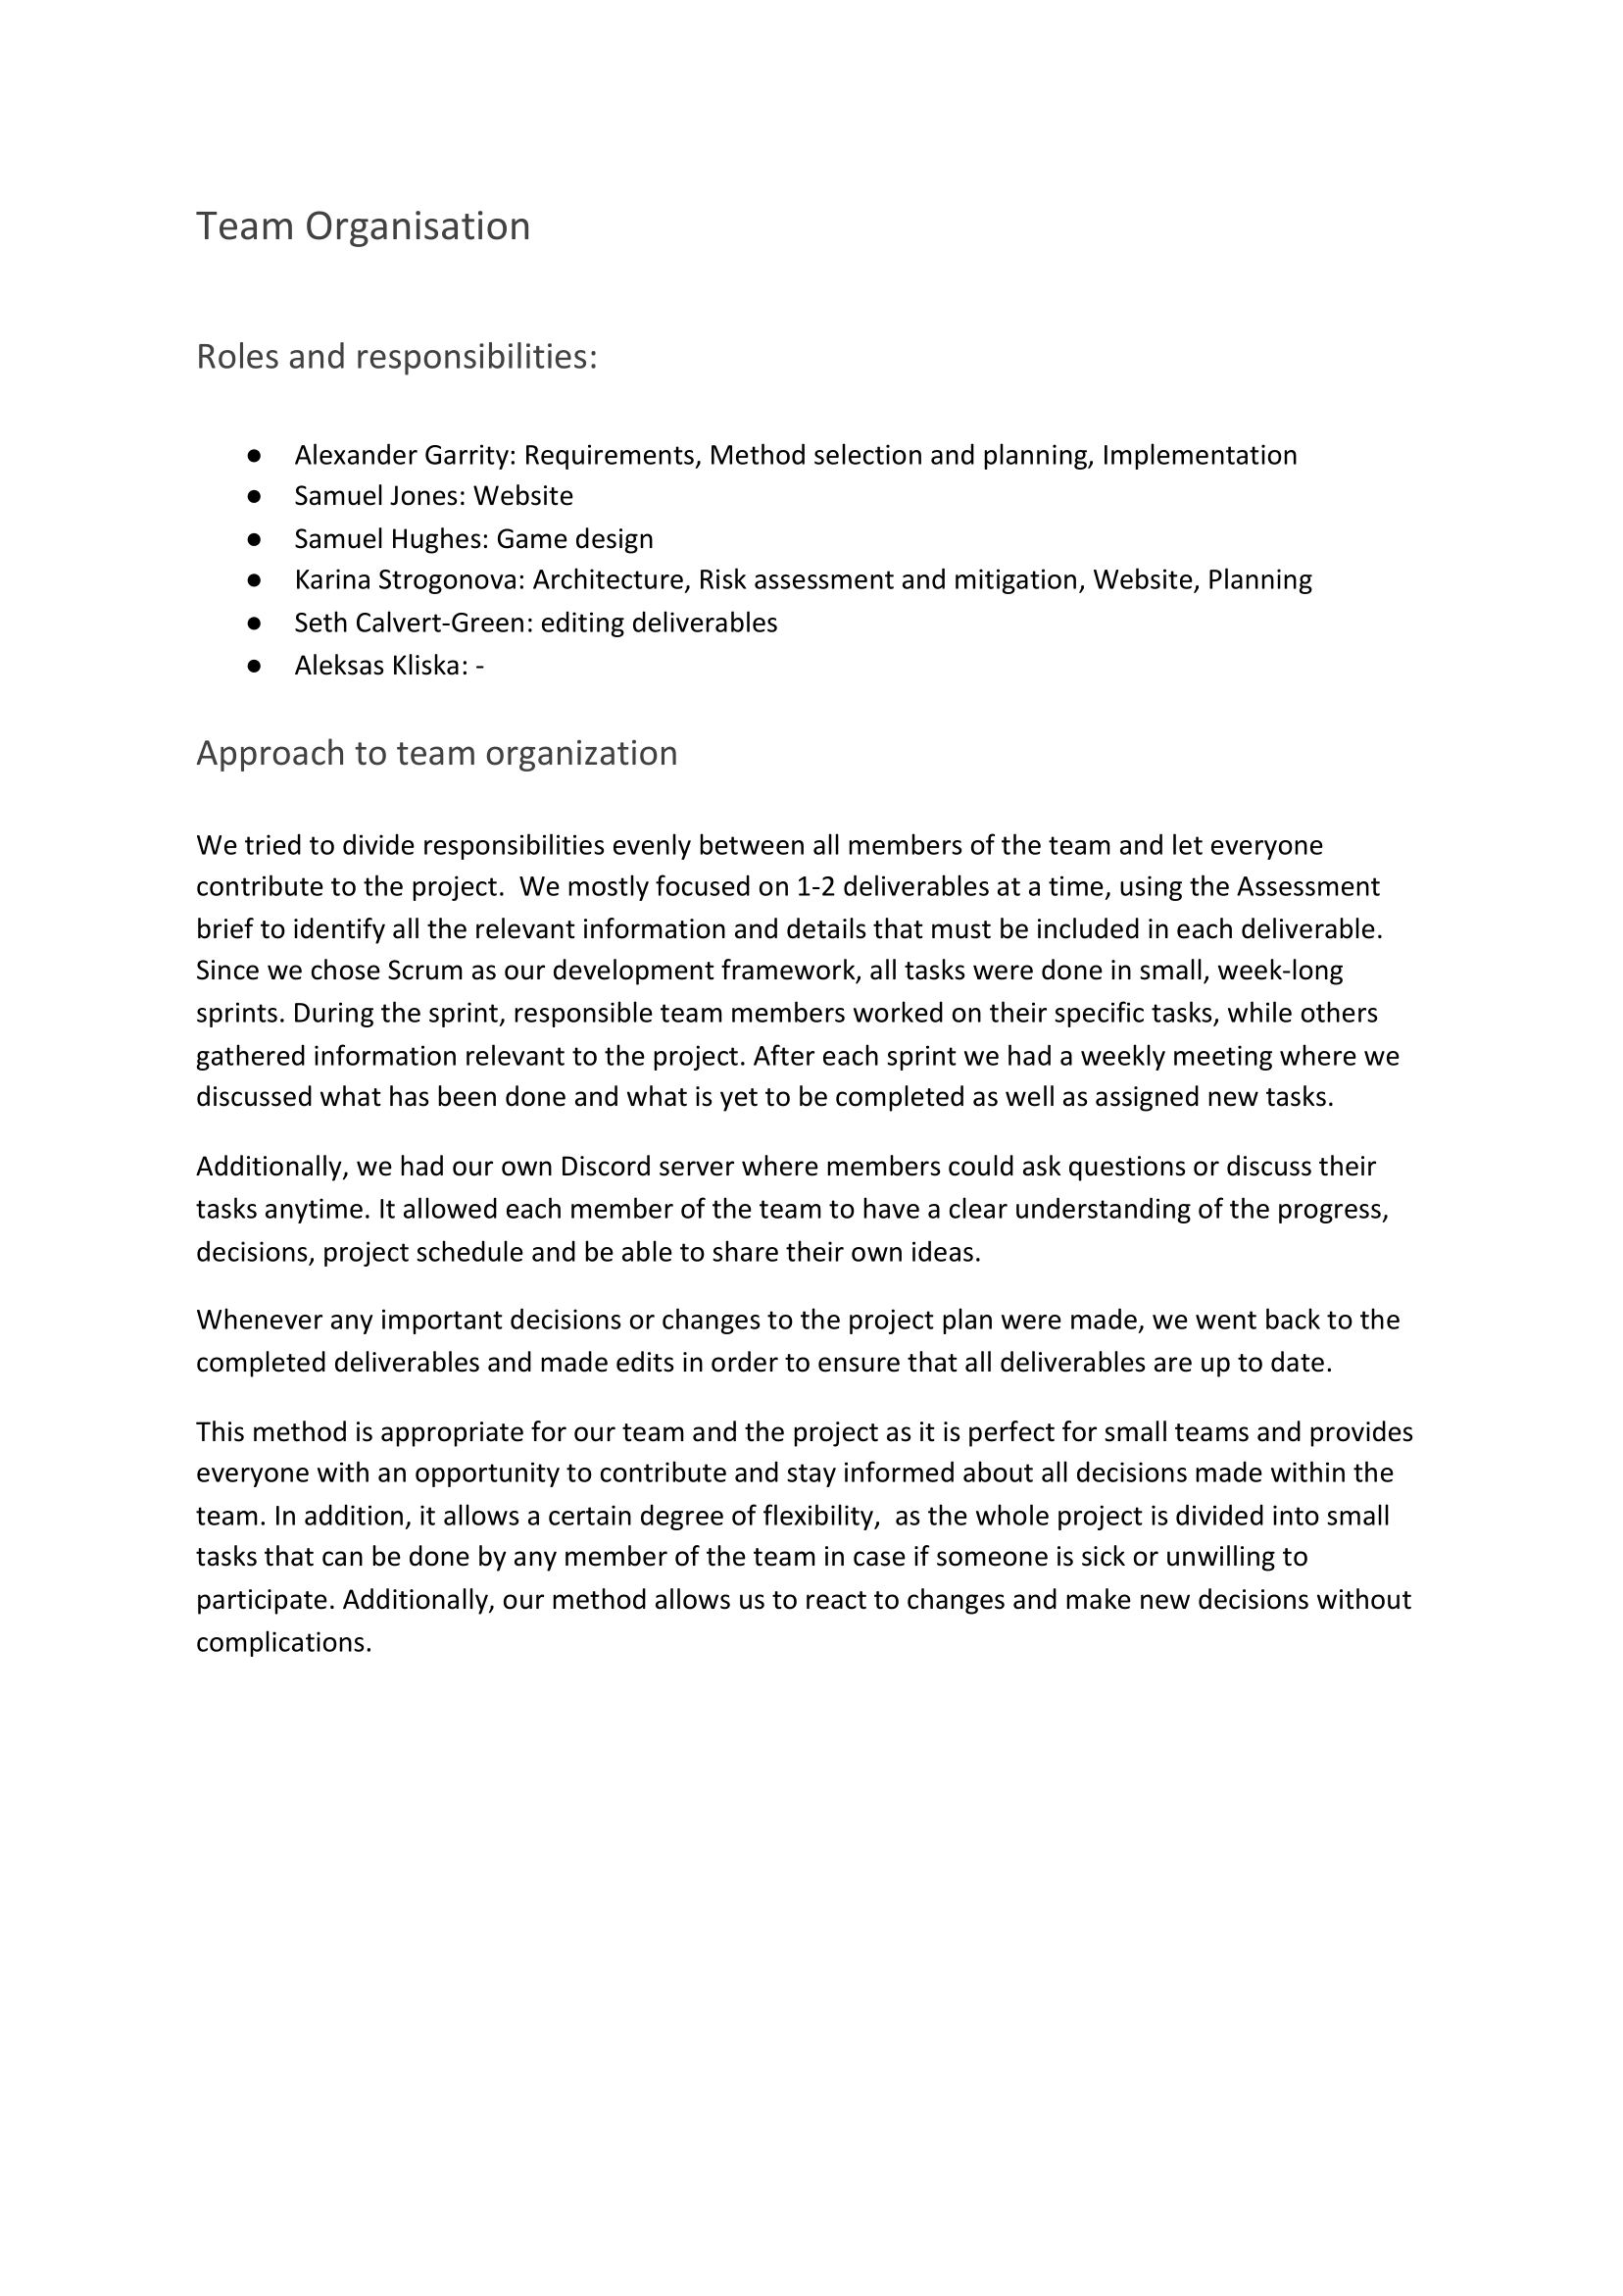 Team Organisation
Roles and responsibilities:
● Alexander Garrity: Requirements, Method selection and planning, Implementation
● Samuel Jones: Website
● Samuel Hughes: Game design
● Karina Strogonova: Architecture, Risk assessment and mitigation, Website, Planning
● Seth Calvert-Green: editing deliverables
● Aleksas Kliska: -
Approach to team organization
We tried to divide responsibilities evenly between all members of the team and let everyone
contribute to the project.  We mostly focused on 1-2 deliverables at a time, using the Assessment
brief to identify all the relevant information and details that must be included in each deliverable.
Since we chose Scrum as our development framework, all tasks were done in small, week-long
sprints. During the sprint, responsible team members worked on their specific tasks, while others
gathered information relevant to the project. After each sprint we had a weekly meeting where we
discussed what has been done and what is yet to be completed as well as assigned new tasks.
Additionally, we had our own Discord server where members could ask questions or discuss their
tasks anytime. It allowed each member of the team to have a clear understanding of the progress,
decisions, project schedule and be able to share their own ideas.
Whenever any important decisions or changes to the project plan were made, we went back to the
completed deliverables and made edits in order to ensure that all deliverables are up to date.
This method is appropriate for our team and the project as it is perfect for small teams and provides
everyone with an opportunity to contribute and stay informed about all decisions made within the
team. In addition, it allows a certain degree of flexibility,  as the whole project is divided into small
tasks that can be done by any member of the team in case if someone is sick or unwilling to
participate. Additionally, our method allows us to react to changes and make new decisions without
complications.